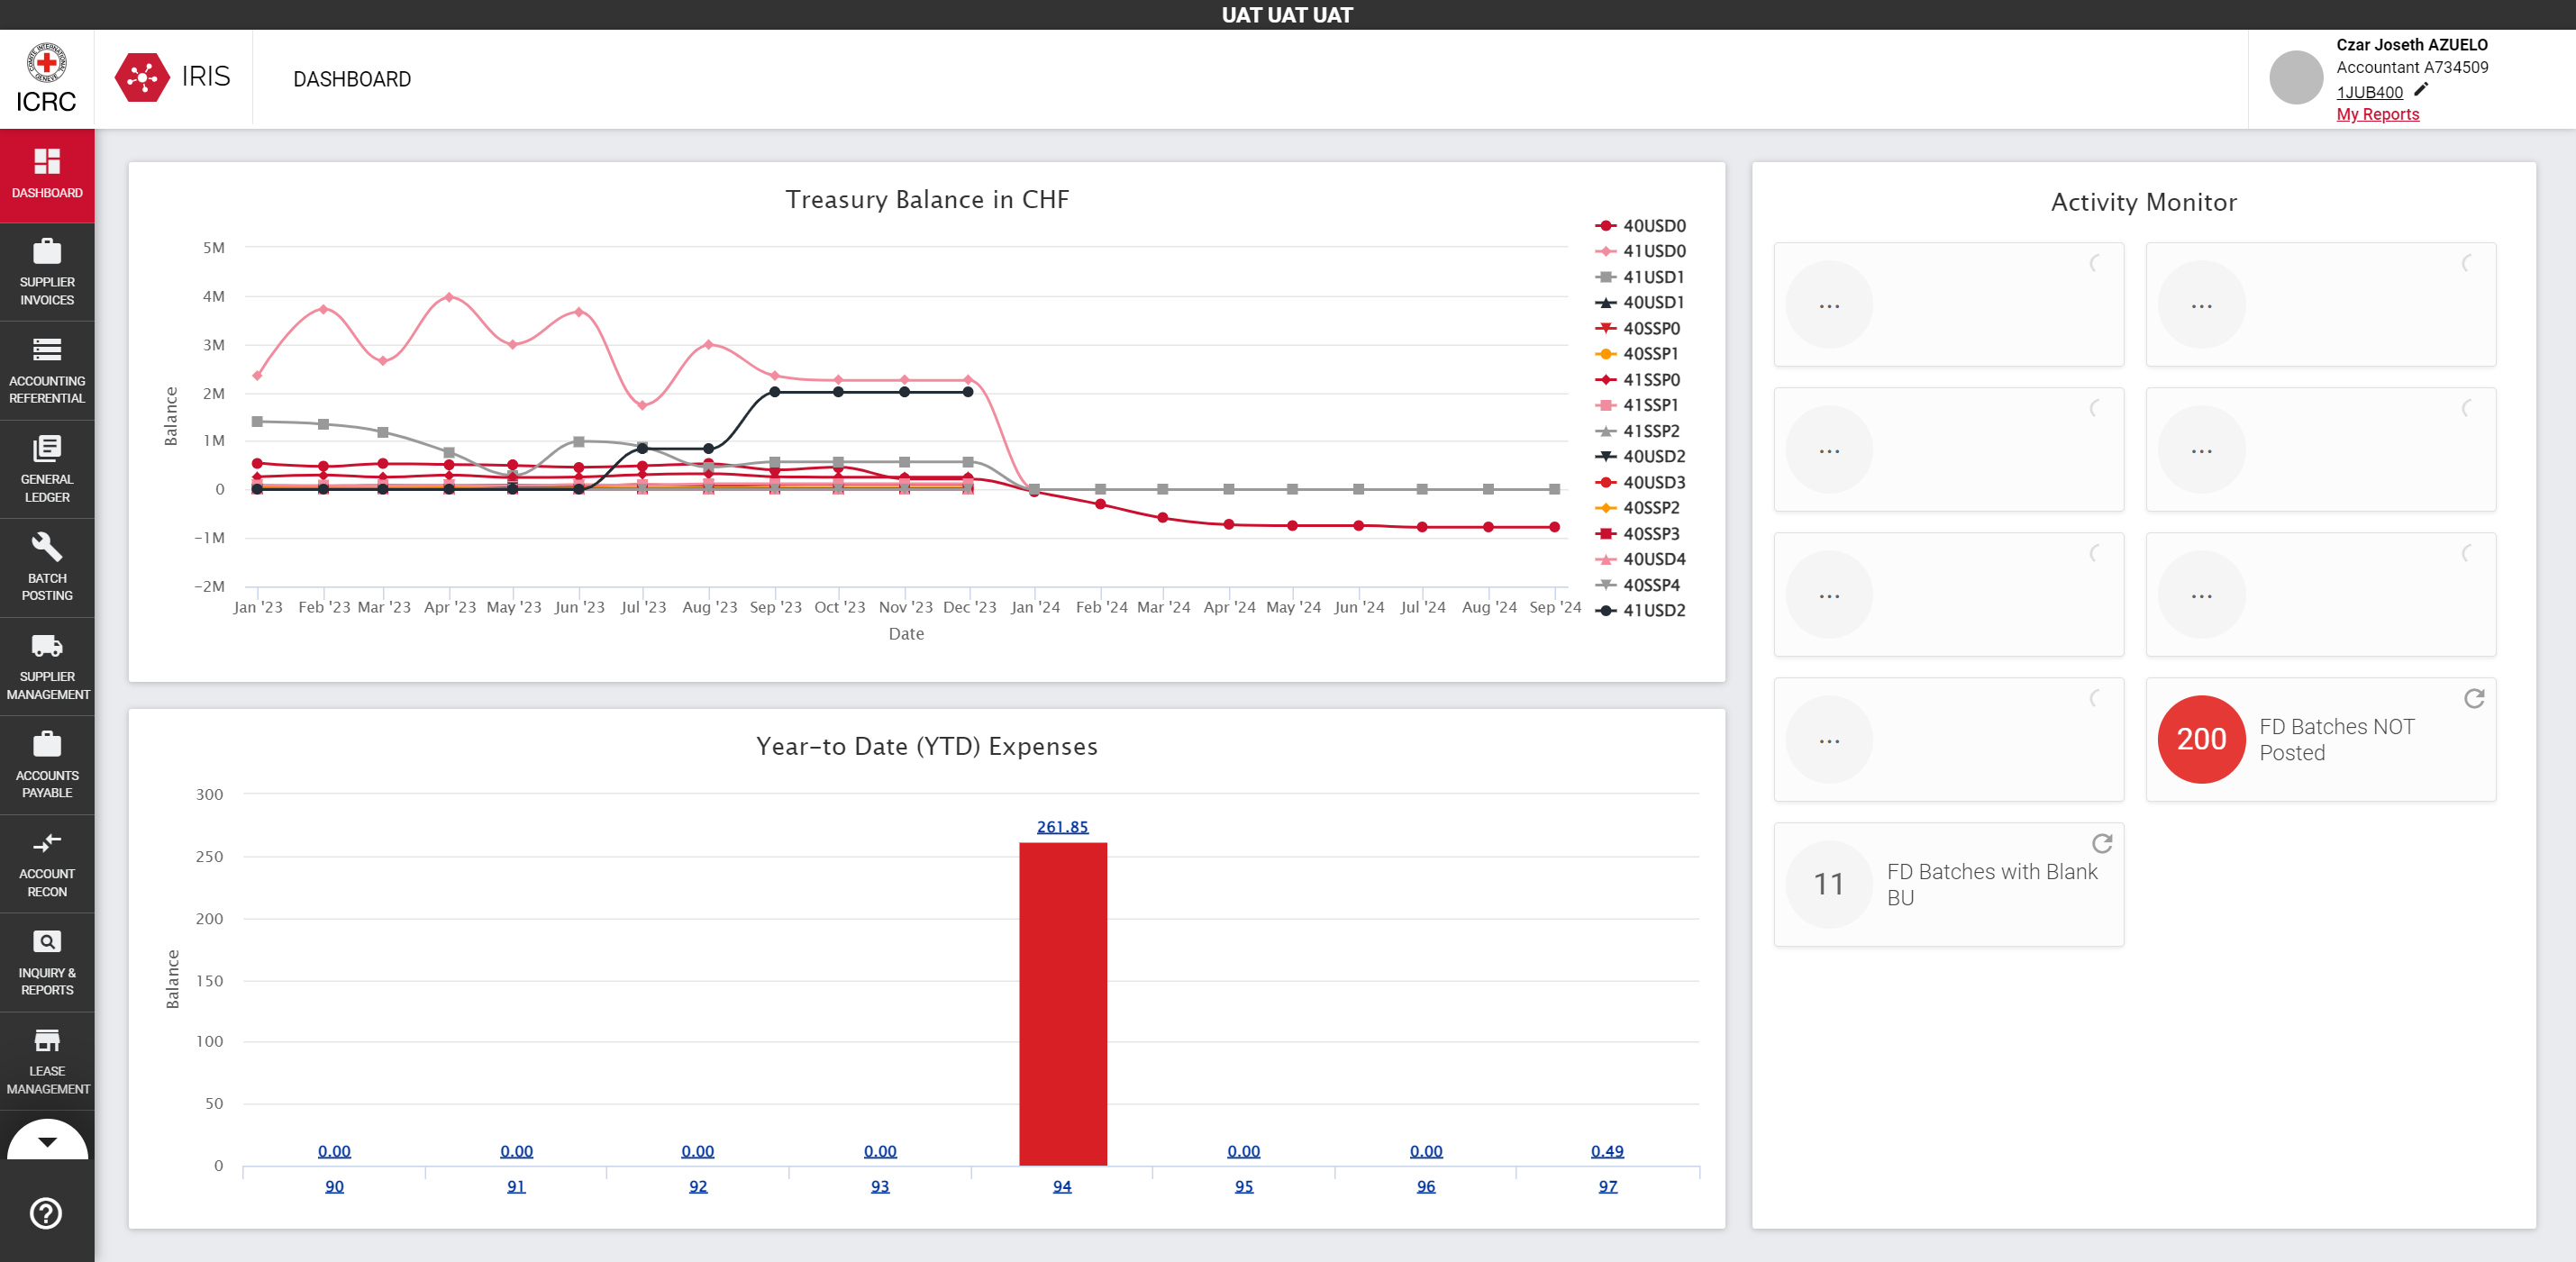 UAT UAT UAT
ICRC
IRIS
DASHBOARD
Czar Joseth AZUELO
Accountant A734509
1JUB400
My Reports
DASHBOARD
SUPPLIER
INVOICES
ACCOUNTING
REFERENTIAL
GENERAL
LEDGER
BATCH
POSTING
SUPPLIER
MANAGEMENT
ACCOUNTS
PAYABLE
ACCOUNT
RECON
INQUIRY &
REPORTS
LEASE
MANAGEMENT
Treasury Balance in CHF
5M
4M
3M
2M
1M
0
-1M
-2M
Balance
Jan '23 Feb '23 Mar '23 Apr '23 May '23 Jun '23 Jul '23 Aug '23 Sep '23 Oct '23 Nov '23 Dec '23 Jan '24 Feb '24 Mar '24 Apr '24 May '24 Jun '24 Jul '24 Aug '24 Sep '24
Date
40USD0
41USD0
41USD1
40USD1
40SSP0
40SSP1
41SSP0
41SSP1
41SSP2
40USD2
40USD3
40SSP2
40SSP3
40USD4
40SSP4
41USD2
Year-to Date (YTD) Expenses
300
250
200
150
100
50
0
Balance
0.00 0.00 0.00 0.00 261.85 0.00 0.00 0.49
90 91 92 93 94 95 96 97
Activity Monitor
... ...
... ...
... ...
...
200
FD Batches NOT
Posted
11
FD Batches with Blank
BU